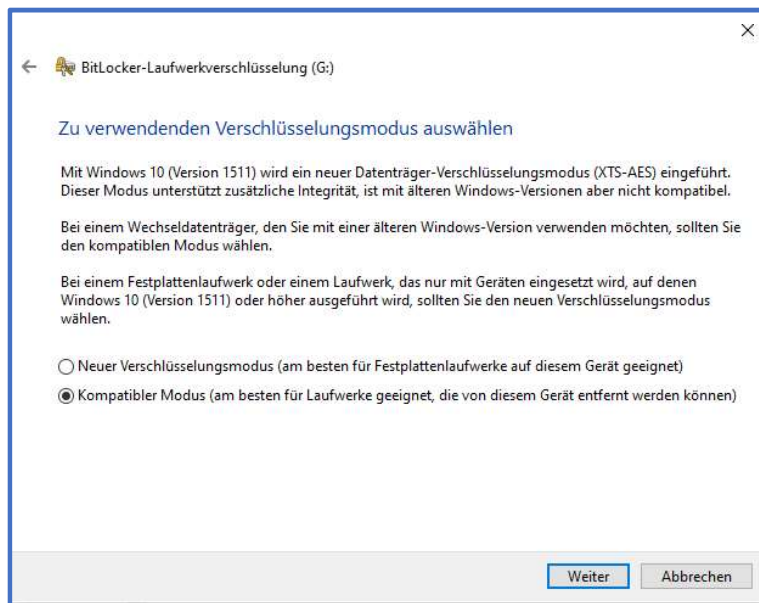 BitLocker-Laufwerkverschlüsselung (G:)
Zu verwendenden Verschlüsselungsmodus auswählen
Mit Windows 10 (Version 1511) wird ein neuer Datenträger-Verschlüsselungsmodus (XTS-AES) eingeführt.
Dieser Modus unterstützt zusätzliche Integrität, ist mit älteren Windows-Versionen aber nicht kompatibel.
Bei einem Wechseldatenträger, den Sie mit einer älteren Windows-Version verwenden möchten, sollten Sie
den kompatiblen Modus wählen.
Bei einem Festplattenlaufwerk oder einem Laufwerk, das nur mit Geräten eingesetzt wird, auf denen
Windows 10 (Version 1511) oder höher ausgeführt wird, sollten Sie den neuen Verschlüsselungsmodus
wählen.
Neuer Verschlüsselungsmodus (am besten für Festplattenlaufwerke auf diesem Gerät geeignet)
Kompatibler Modus (am besten für Laufwerke geeignet, die von diesem Gerät entfernt werden können)
Weiter Abbrechen